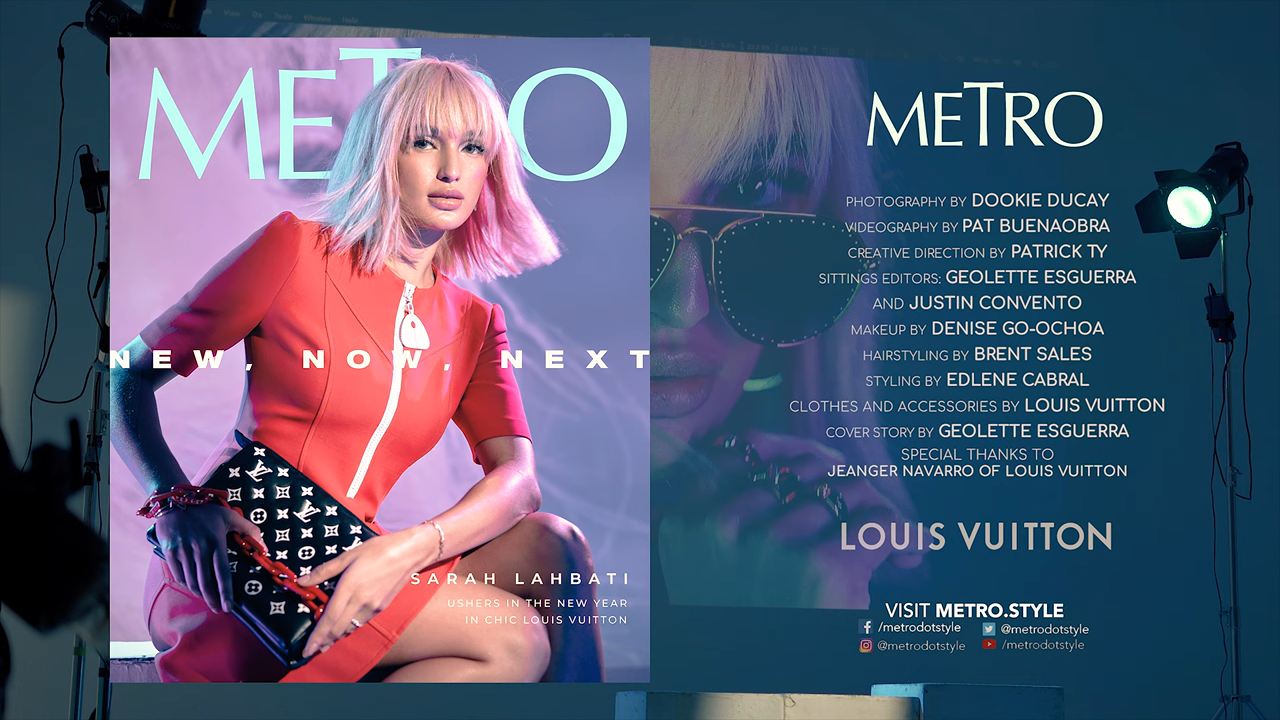 METRO
NEW, NOW, NEXT
SARAH LAHBATI
USHERS IN THE NEW YEAR
IN CHIC LOUIS VUITTON
METRO
PHOTOGRAPHY BY DOOKIE DUCAY
VIDEOGRAPHY BY PAT BUENAOBRA
CREATIVE DIRECTION BY PATRICK TY
SITTINGS EDITORS: GEOLETTE ESGUERRA
AND JUSTIN CONVENTO
MAKEUP BY DENISE GO-OCHOA
HAIRSTYLING BY BRENT SALES
STYLING BY EDLENE CABRAL
CLOTHES AND ACCESSORIES BY LOUIS VUITTON
COVER STORY BY GEOLETTE ESGUERRA
SPECIAL THANKS TO
JEANGER NAVARRO OF LOUIS VUITTON
LOUIS VUITTON
VISIT METRO.STYLE
/metrodotstyle @metrodotstyle
@metrodotstyle /metrodotstyle